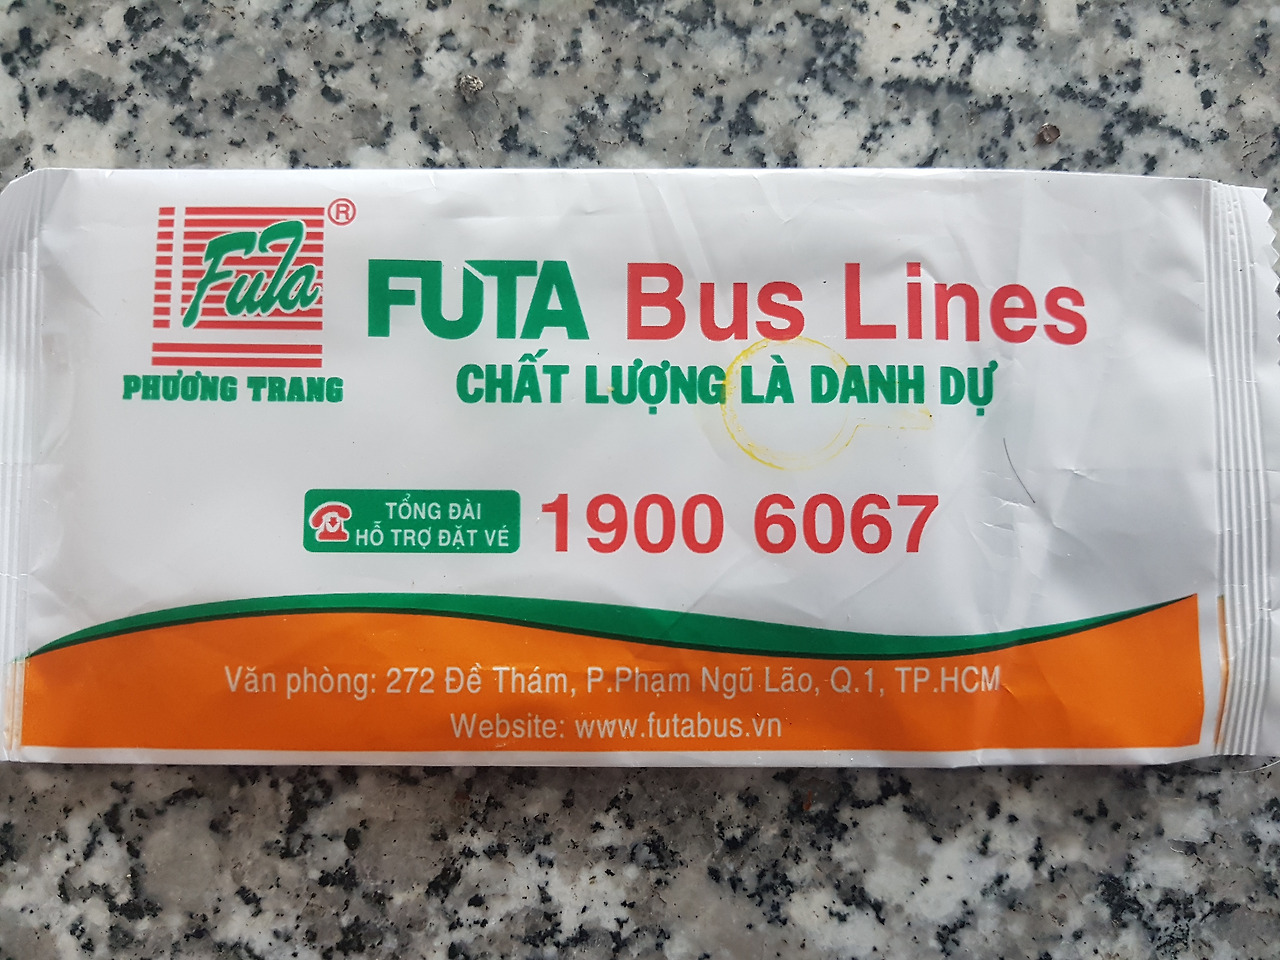 Futa ®
PHƯƠNG TRANG
FUTA Bus Lines
CHẤT LƯỢNG LÀ DANH DỰ
TỔNG ĐÀI
HỖ TRỢ ĐẶT VÉ
1900 6067
Văn phòng: 272 Đề Thám, P.Phạm Ngũ Lão, Q.1, TP.HCM
Website: www.futabus.vn